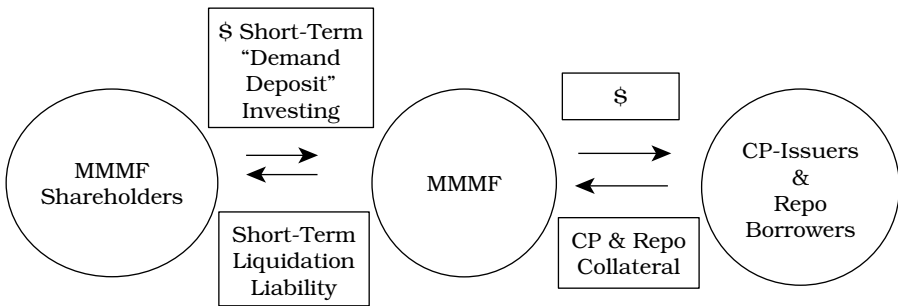 $ Short-Term
“Demand
Deposit”
Investing
MMMF
Shareholders
Short-Term
Liquidation
Liability
MMMF
$
CP & Repo
Collateral
CP-Issuers
&
Repo
Borrowers